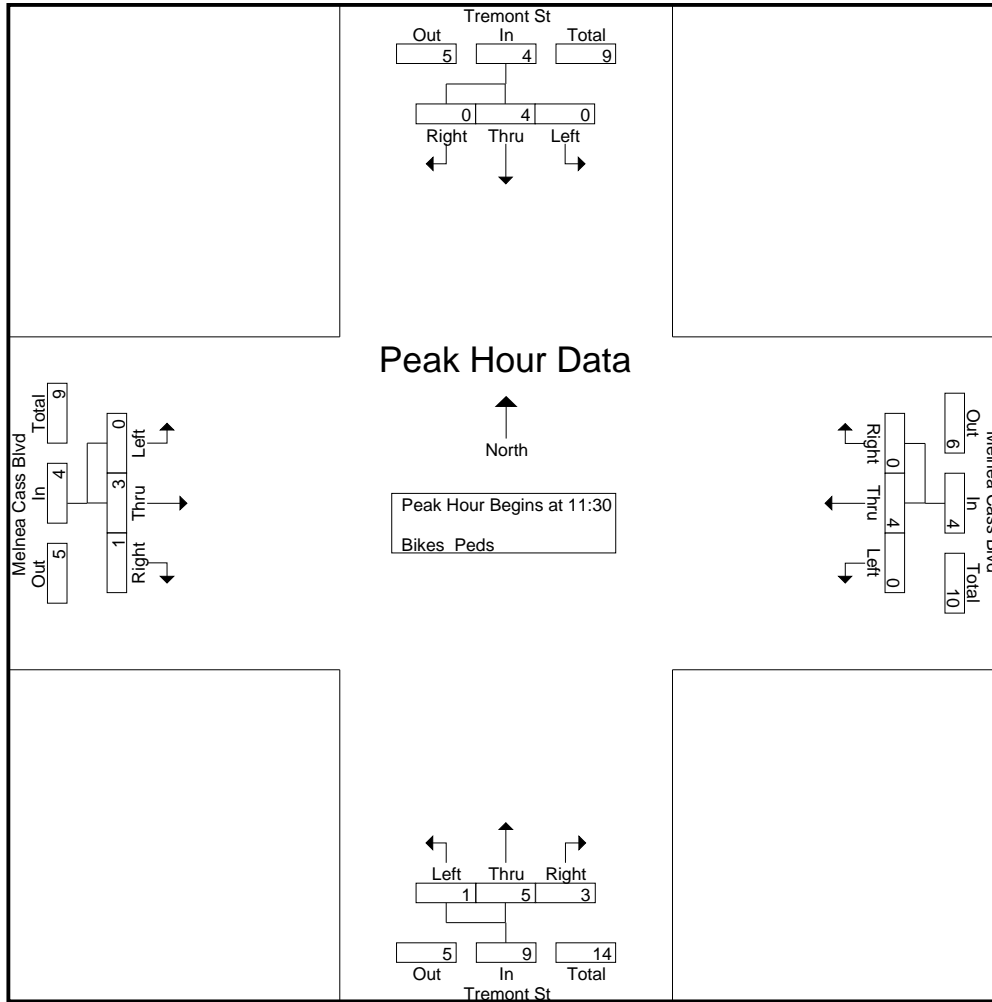 Tremont St
Out In Total
5 4 9
0 4 0
Right Thru Left
Peak Hour Data
North
Peak Hour Begins at 11:30
Bikes Peds
Melnea Cass Blvd
Out In Total
5 4 9
Left Thru Right
0 3 1
Melnea Cass Blvd
Out In Total
6 4 10
Right Thru Left
0 4 0
Left Thru Right
1 5 3
5 9 14
Out In Total
Tremont St